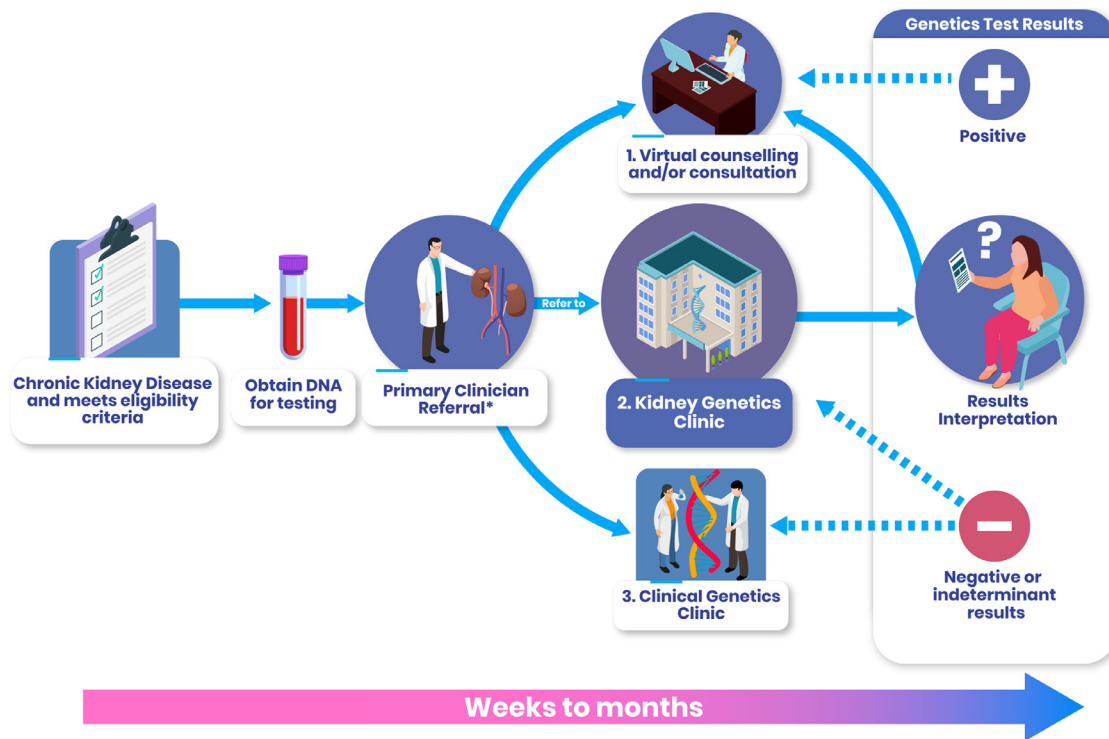 Genetics Test Results
Positive
1. Virtual counselling
and/or consultation
Refer to
?
Chronic Kidney Disease
and meets eligibility
criteria
Obtain DNA
for testing
Primary Clinician
Referral*
2. Kidney Genetics
Clinic
Results
Interpretation
3. Clinical Genetics
Clinic
Negative or
indeterminant
results
Weeks to months